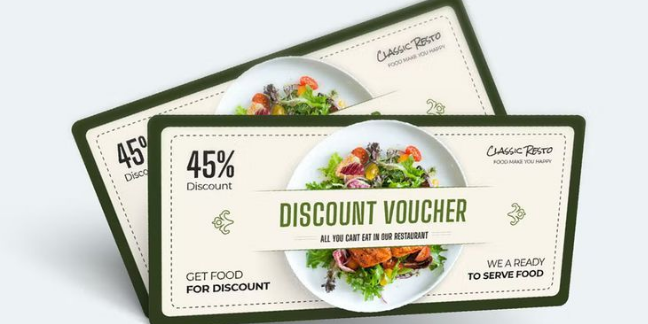 CLASSIC RESTO
FOOD MAKE YOU HAPPY
45%
Discount
45%
Discount
CLASSIC RESTO
FOOD MAKE YOU HAPPY
DISCOUNT VOUCHER
ALL YOU CANT EAT IN OUR RESTAURANT
GET FOOD
FOR DISCOUNT
WE A READY
TO SERVE FOOD